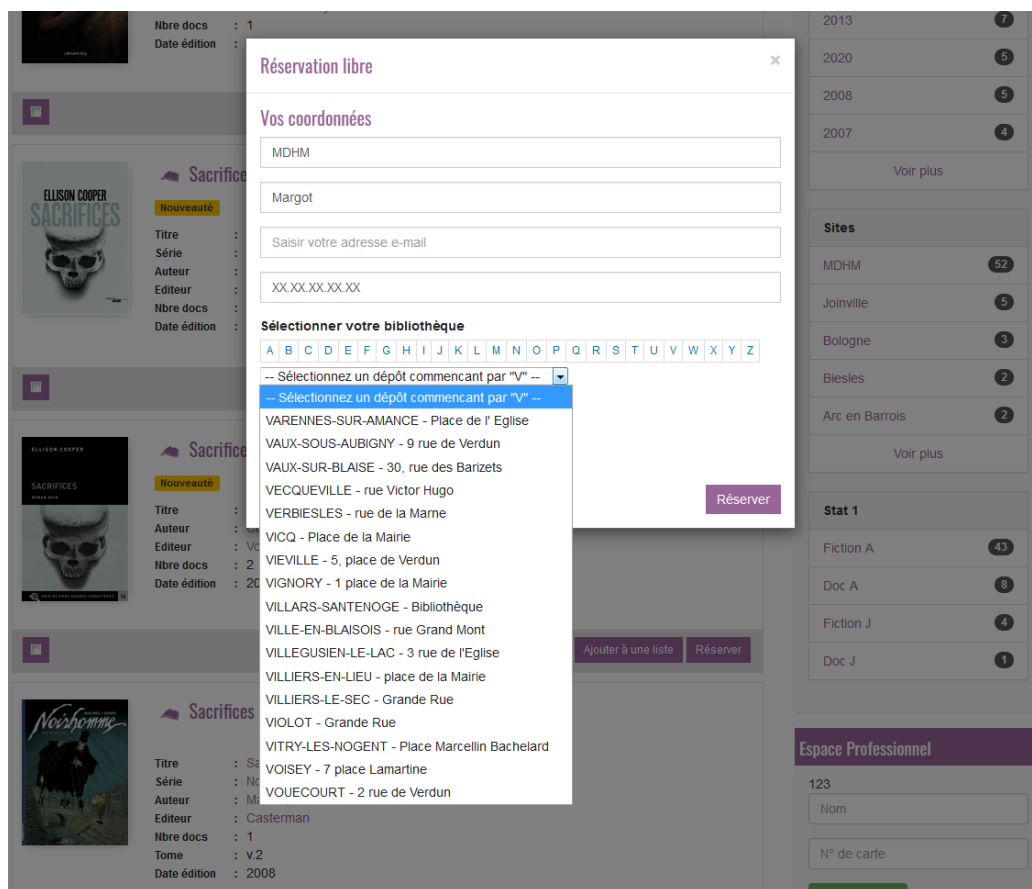 Nbre docs : 1
Date édition :
Réservation libre ×
Vos coordonnées
MDHM
Margot
Saisir votre adresse e-mail
XX.XX.XX.XX.XX
Sélectionner votre bibliothèque
A B C D E F G H I J K L M N O P Q R S T U V W X Y Z
-- Sélectionnez un dépôt commencant par "V" --
-- Sélectionnez un dépôt commencant par "V" --
VARENNES-SUR-AMANCE - Place de l' Eglise
VAUX-SOUS-AUBIGNY - 9 rue de Verdun
VAUX-SUR-BLAISE - 30, rue des Barizets
VECQUEVILLE - rue Victor Hugo
VERBIESLES - rue de la Marne
VICQ - Place de la Mairie
VIEVILLE - 5, place de Verdun
VIGNORY - 1 place de la Mairie
VILLARS-SANTENOGE - Bibliothèque
VILLE-EN-BLAISOIS - rue Grand Mont
VILLEGUSIEN-LE-LAC - 3 rue de l'Eglise
VILLIERS-EN-LIEU - place de la Mairie
VILLIERS-LE-SEC - Grande Rue
VIOLOT - Grande Rue
VITRY-LES-NOGENT - Place Marcellin Bachelard
VOISEY - 7 place Lamartine
VOUECOURT - 2 rue de Verdun
Réserver
ELLISON COOPER
SACRIFICES
Sacrifice
Nouveauté
Titre :
Série :
Auteur :
Editeur :
Nbre docs :
Date édition :
ELLISON COOPER
SACRIFICES
ROMAN NOIR
Sacrifice
Nouveauté
Titre :
Auteur :
Editeur : Vo
Nbre docs : 2
Date édition : 20
Ajouter à une liste Réserver
Noirhomme
Sacrifices
Titre : Sa
Série : No
Auteur : Ma
Editeur : Casterman
Nbre docs : 1
Tome : v.2
Date édition : 2008
2013 7
2020 5
2008 5
2007 4
Voir plus
Sites
MDHM 52
Joinville 5
Bologne 3
Biesles 2
Arc en Barrois 2
Voir plus
Stat 1
Fiction A 43
Doc A 8
Fiction J 4
Doc J 1
Espace Professionnel
123
Nom
N° de carte